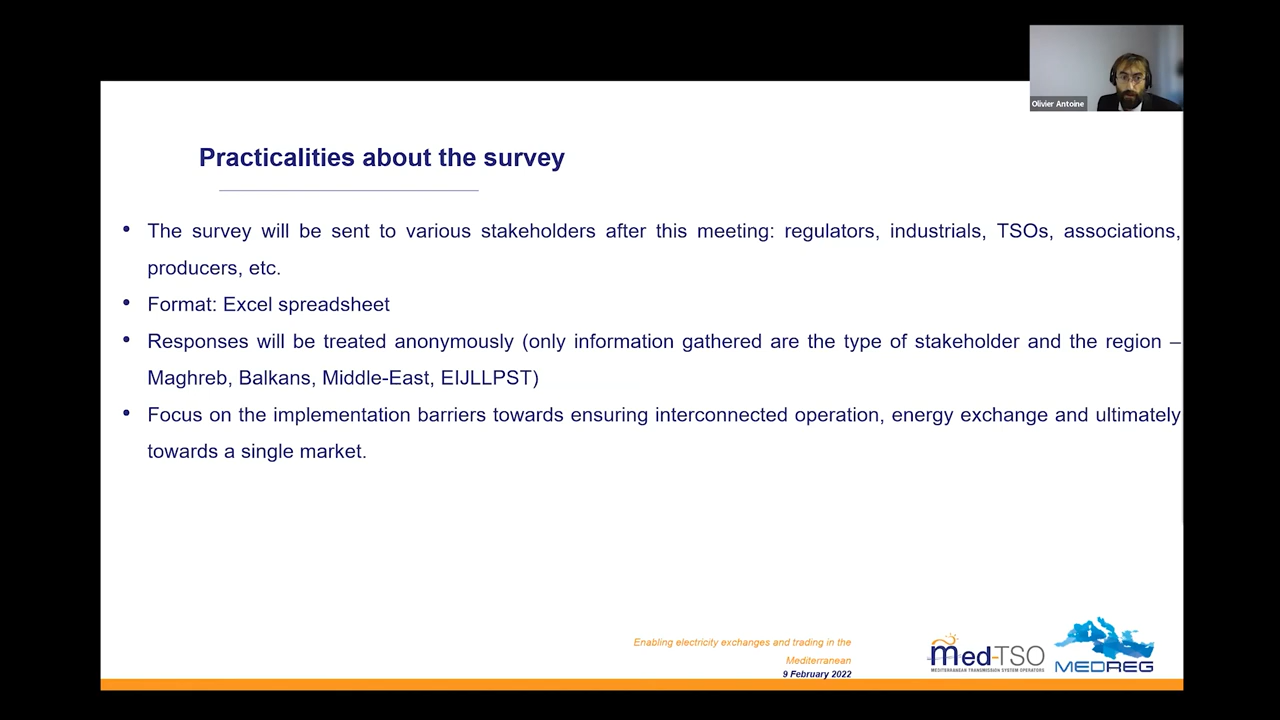 Olivier Antoine
Practicalities about the survey
• The survey will be sent to various stakeholders after this meeting: regulators, industrials, TSOs, associations,
producers, etc.
• Format: Excel spreadsheet
• Responses will be treated anonymously (only information gathered are the type of stakeholder and the region –
Maghreb, Balkans, Middle-East, EIJLLPST)
• Focus on the implementation barriers towards ensuring interconnected operation, energy exchange and ultimately
towards a single market.
Enabling electricity exchanges and trading in the
Mediterranean
9 February 2022
Med-TSO
MEDITERRANEAN TRANSMISSION SYSTEM OPERATORS
MEDREG